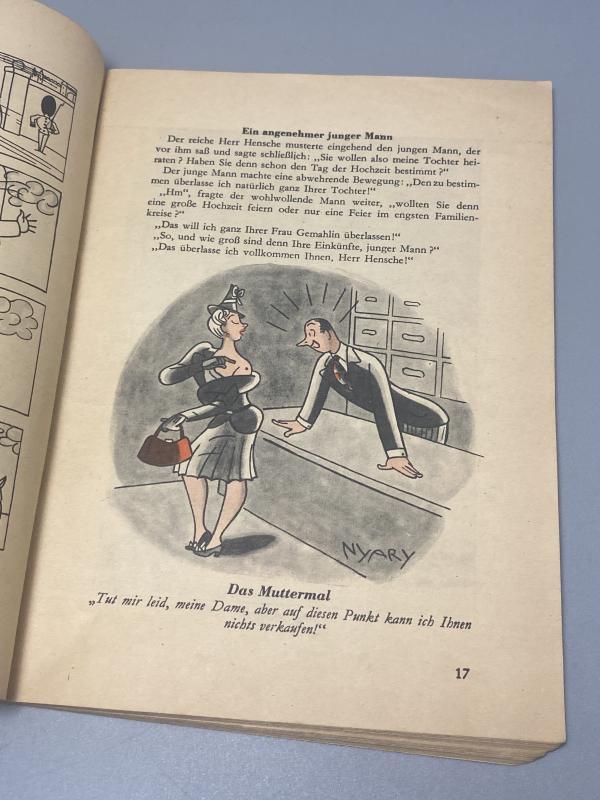 Ein angenehmer junger Mann
Der reiche Herr Hensche musterte eingehend den jungen Mann, der
vor ihm saß und sagte schließlich: „Sie wollen also meine Tochter hei-
raten? Haben Sie denn schon den Tag der Hochzeit bestimmt?“
Der junge Mann machte eine abwehrende Bewegung: „Den zu bestim-
men überlasse ich natürlich ganz Ihrer Tochter!“
„Hm“, fragte der wohlwollende Mann weiter, „wollten Sie denn
eine große Hochzeit feiern oder nur eine Feier im engsten Familien-
kreise?“
„Das will ich ganz Ihrer Frau Gemahlin überlassen!“
„So, und wie groß sind denn Ihre Einkünfte, junger Mann?“
„Das überlasse ich vollkommen Ihnen, Herr Hensche!“
NYARY
Das Muttermal
„Tut mir leid, meine Dame, aber auf diesen Punkt kann ich Ihnen
nichts verkaufen!“
17